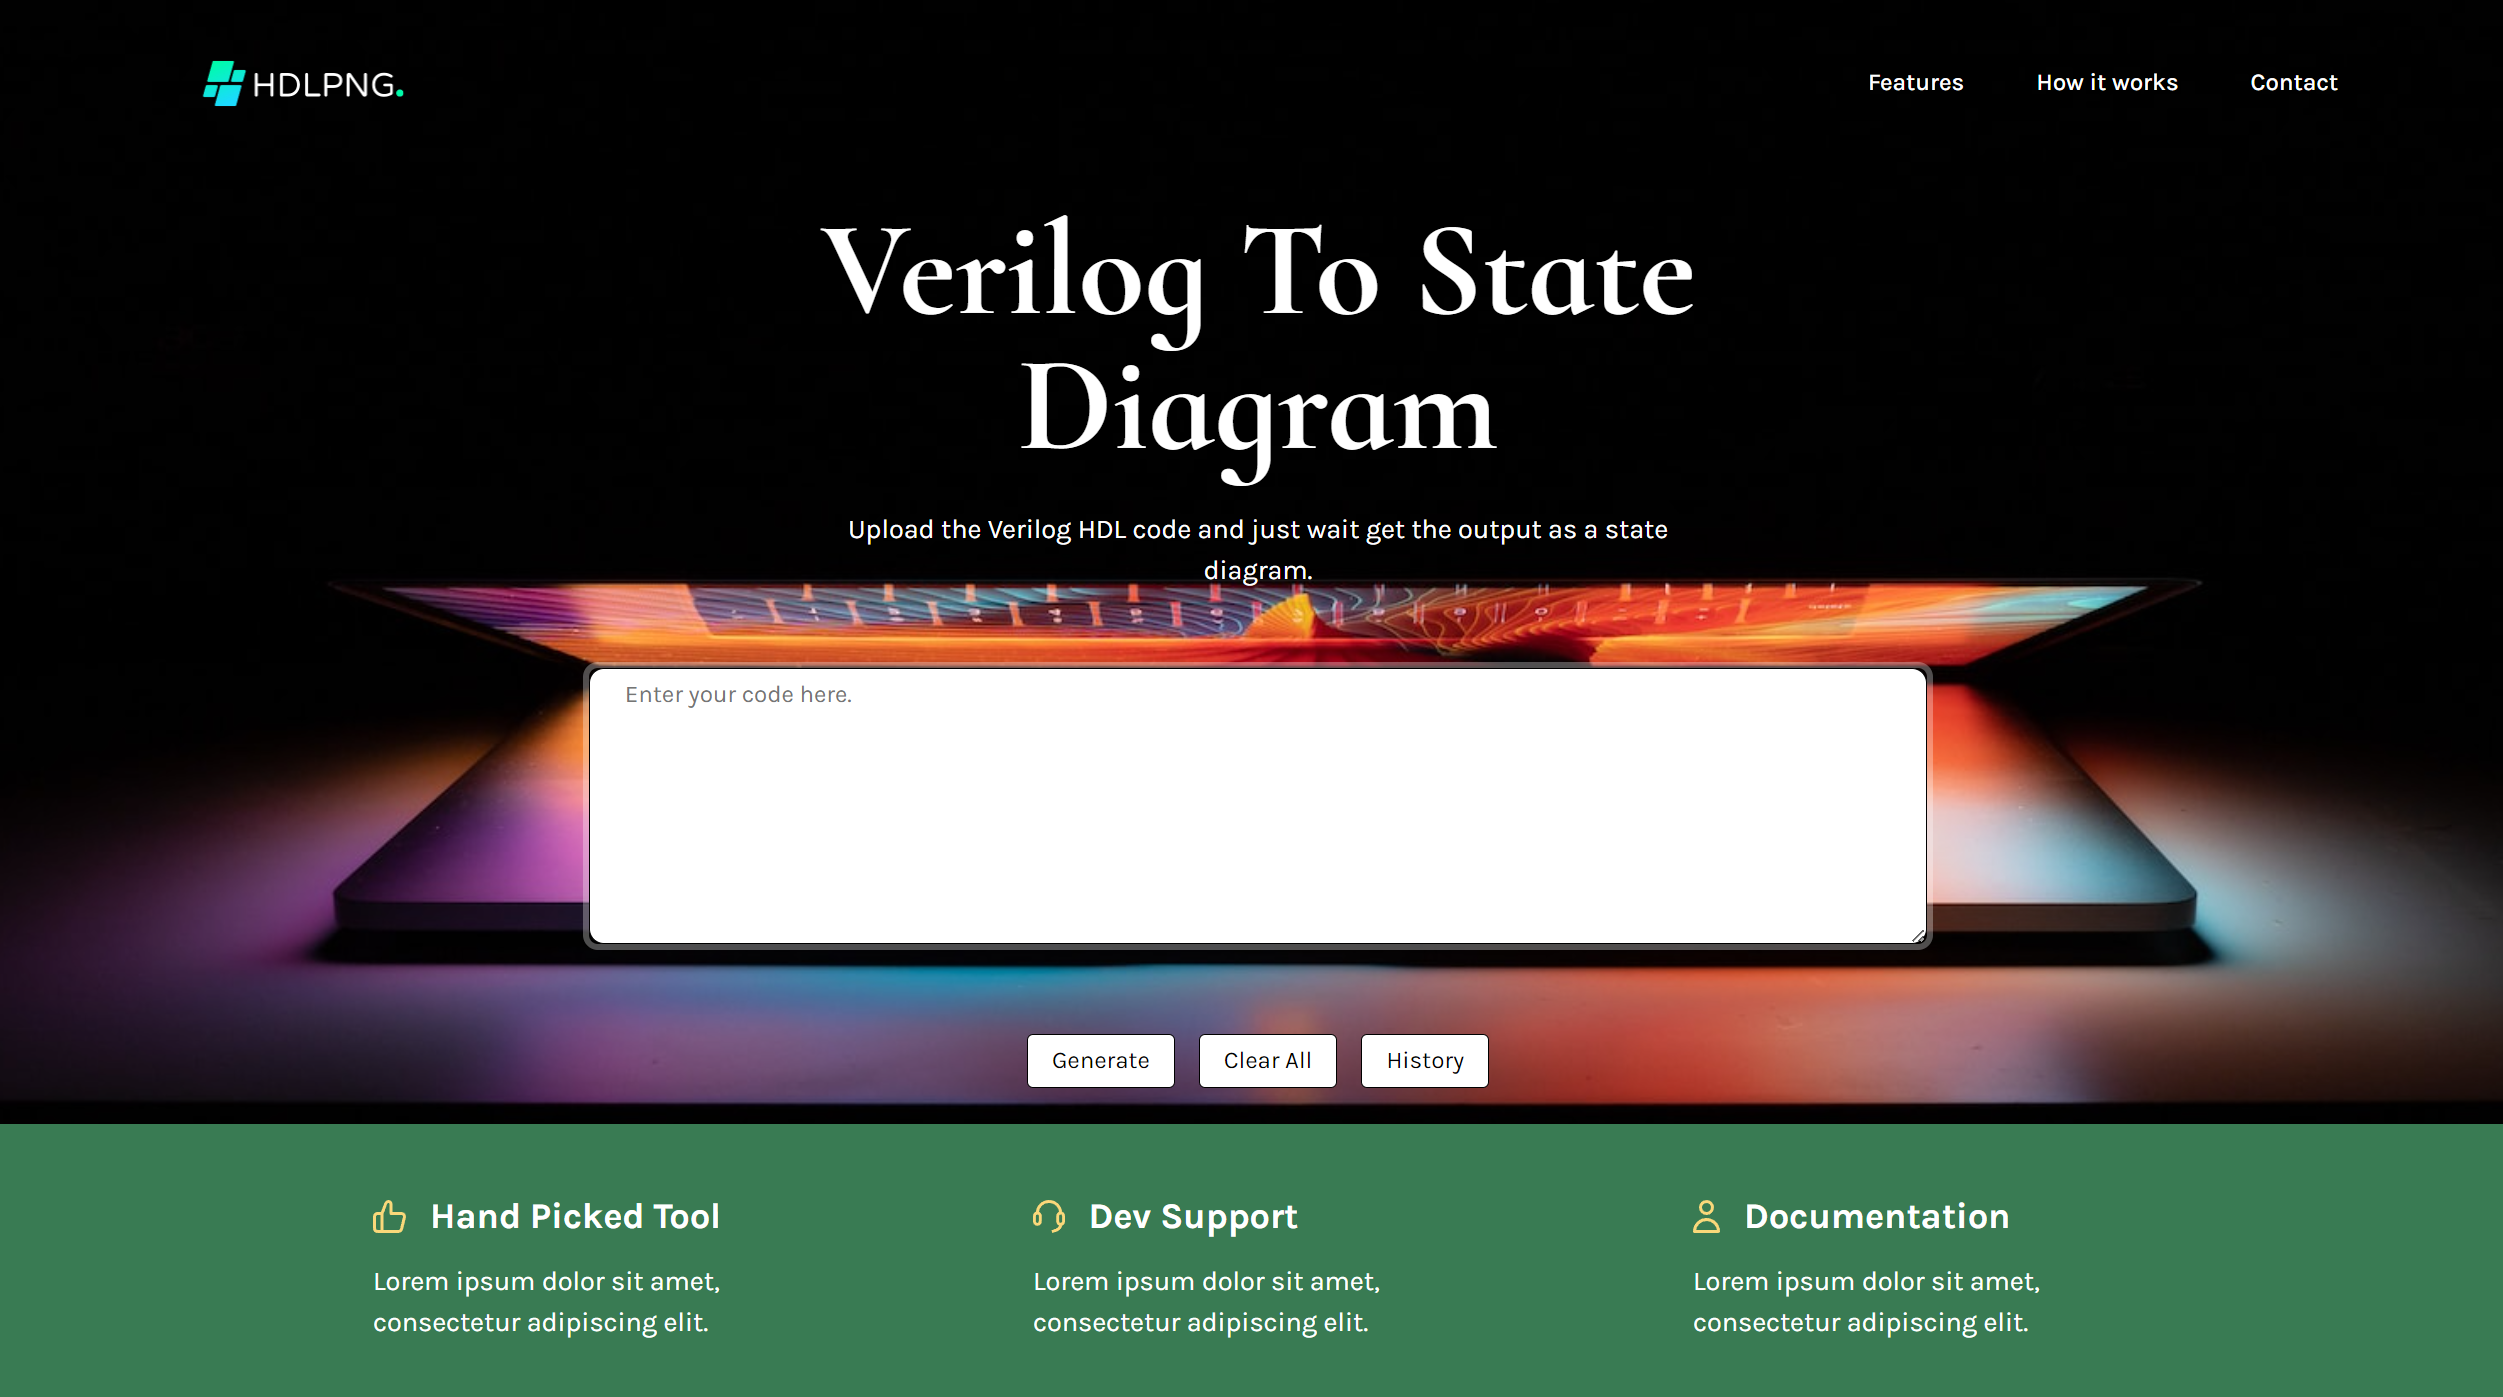 HDLPNG.
Features
How it works
Contact
Verilog To State
Diagram
Upload the Verilog HDL code and just wait get the output as a state
diagram.
Enter your code here.
Generate
Clear All
History
Hand Picked Tool
Lorem ipsum dolor sit amet,
consectetur adipiscing elit.
Dev Support
Lorem ipsum dolor sit amet,
consectetur adipiscing elit.
Documentation
Lorem ipsum dolor sit amet,
consectetur adipiscing elit.